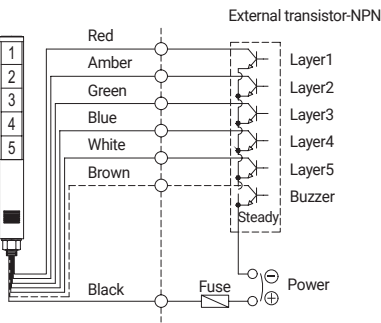 External transistor-NPN
Red
Layer1
Amber
Layer2
Green
Layer3
Blue
Layer4
White
Layer5
Brown
Buzzer
Steady
Black
Fuse
Power
1
2
3
4
5